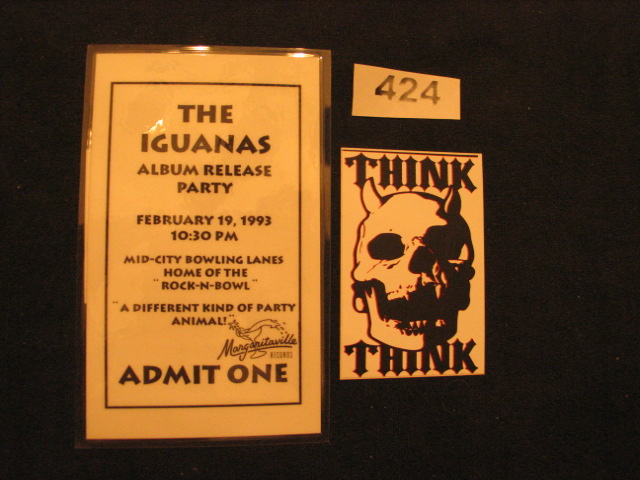 THE
IGUANAS
ALBUM RELEASE
PARTY
FEBRUARY 19, 1993
10:30 PM
MID-CITY BOWLING LANES
HOME OF THE
"ROCK-N-BOWL"
"A DIFFERENT KIND OF PARTY
ANIMAL!"
Margaritaville
RECORDS
ADMIT ONE
424
THINK
THINK